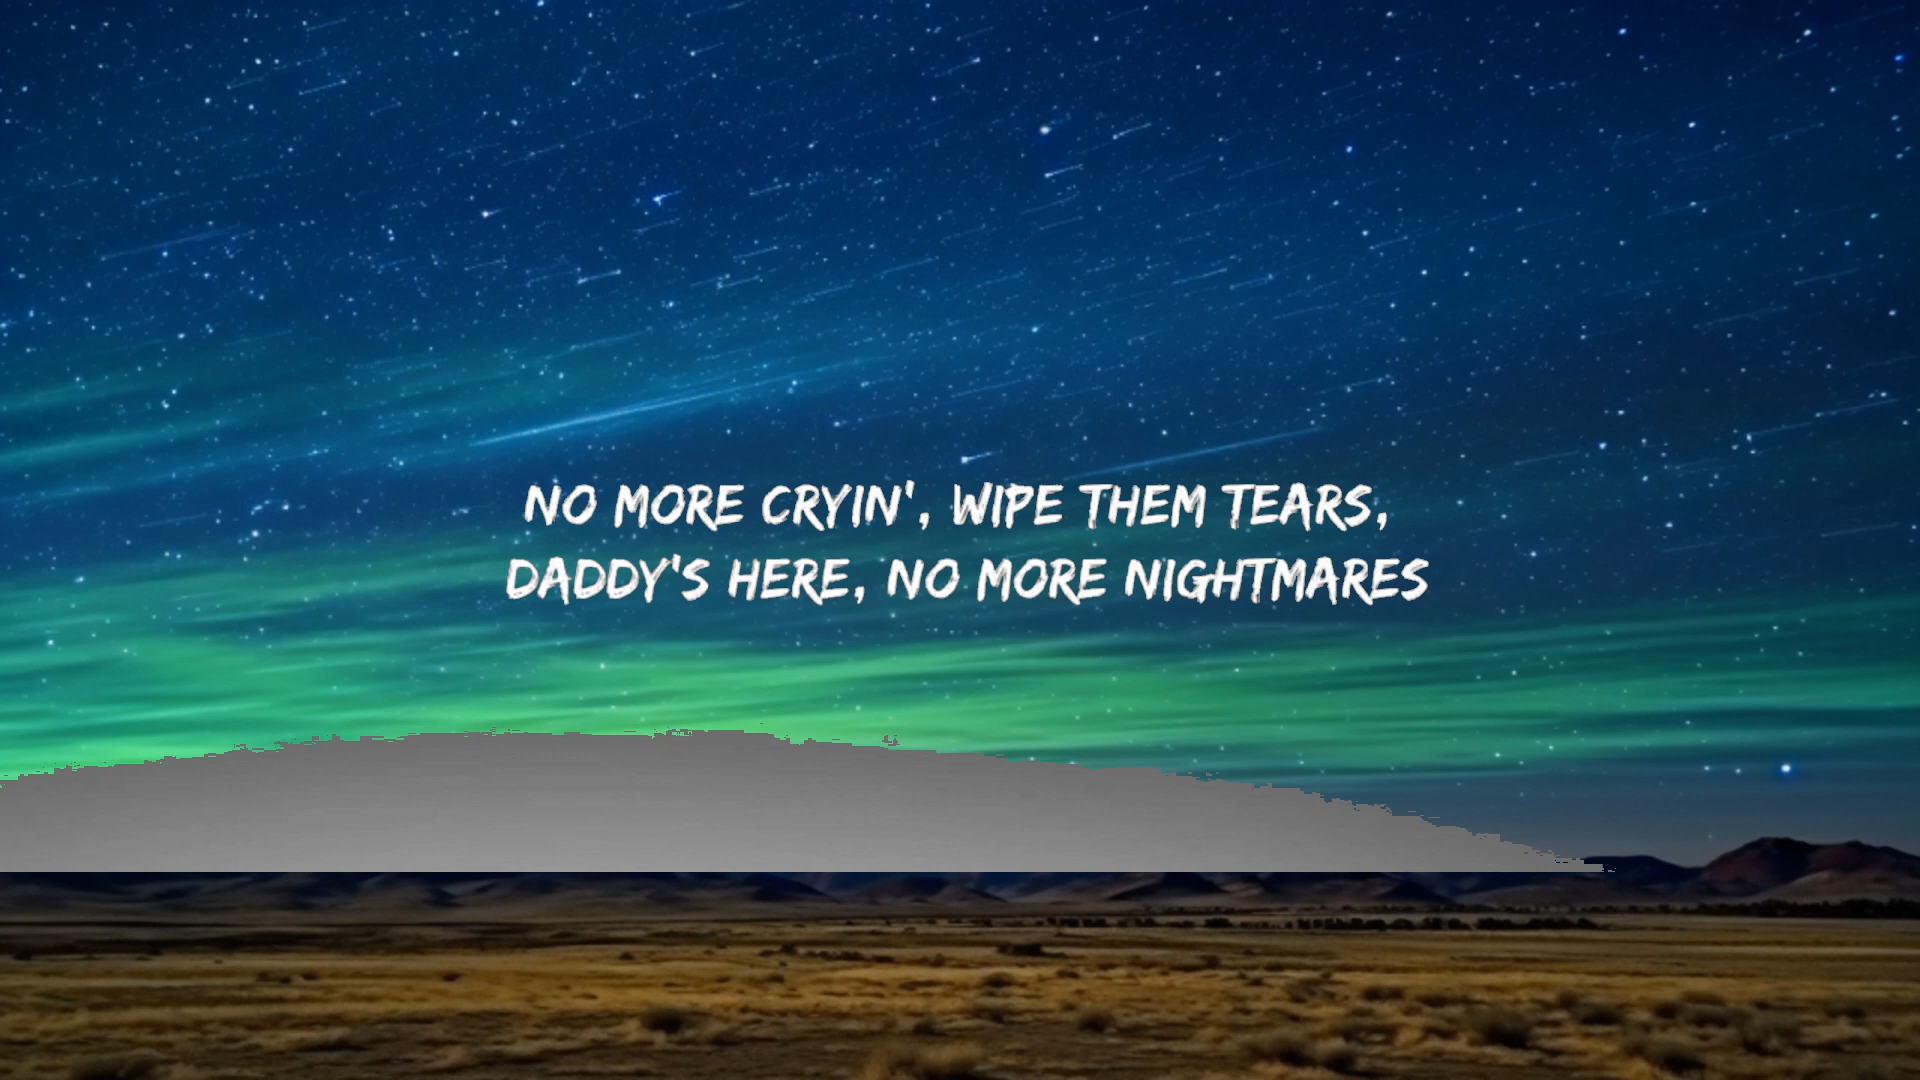 NO MORE CRYIN', WIPE THEM TEARS,
DADDY'S HERE, NO MORE NIGHTMARES